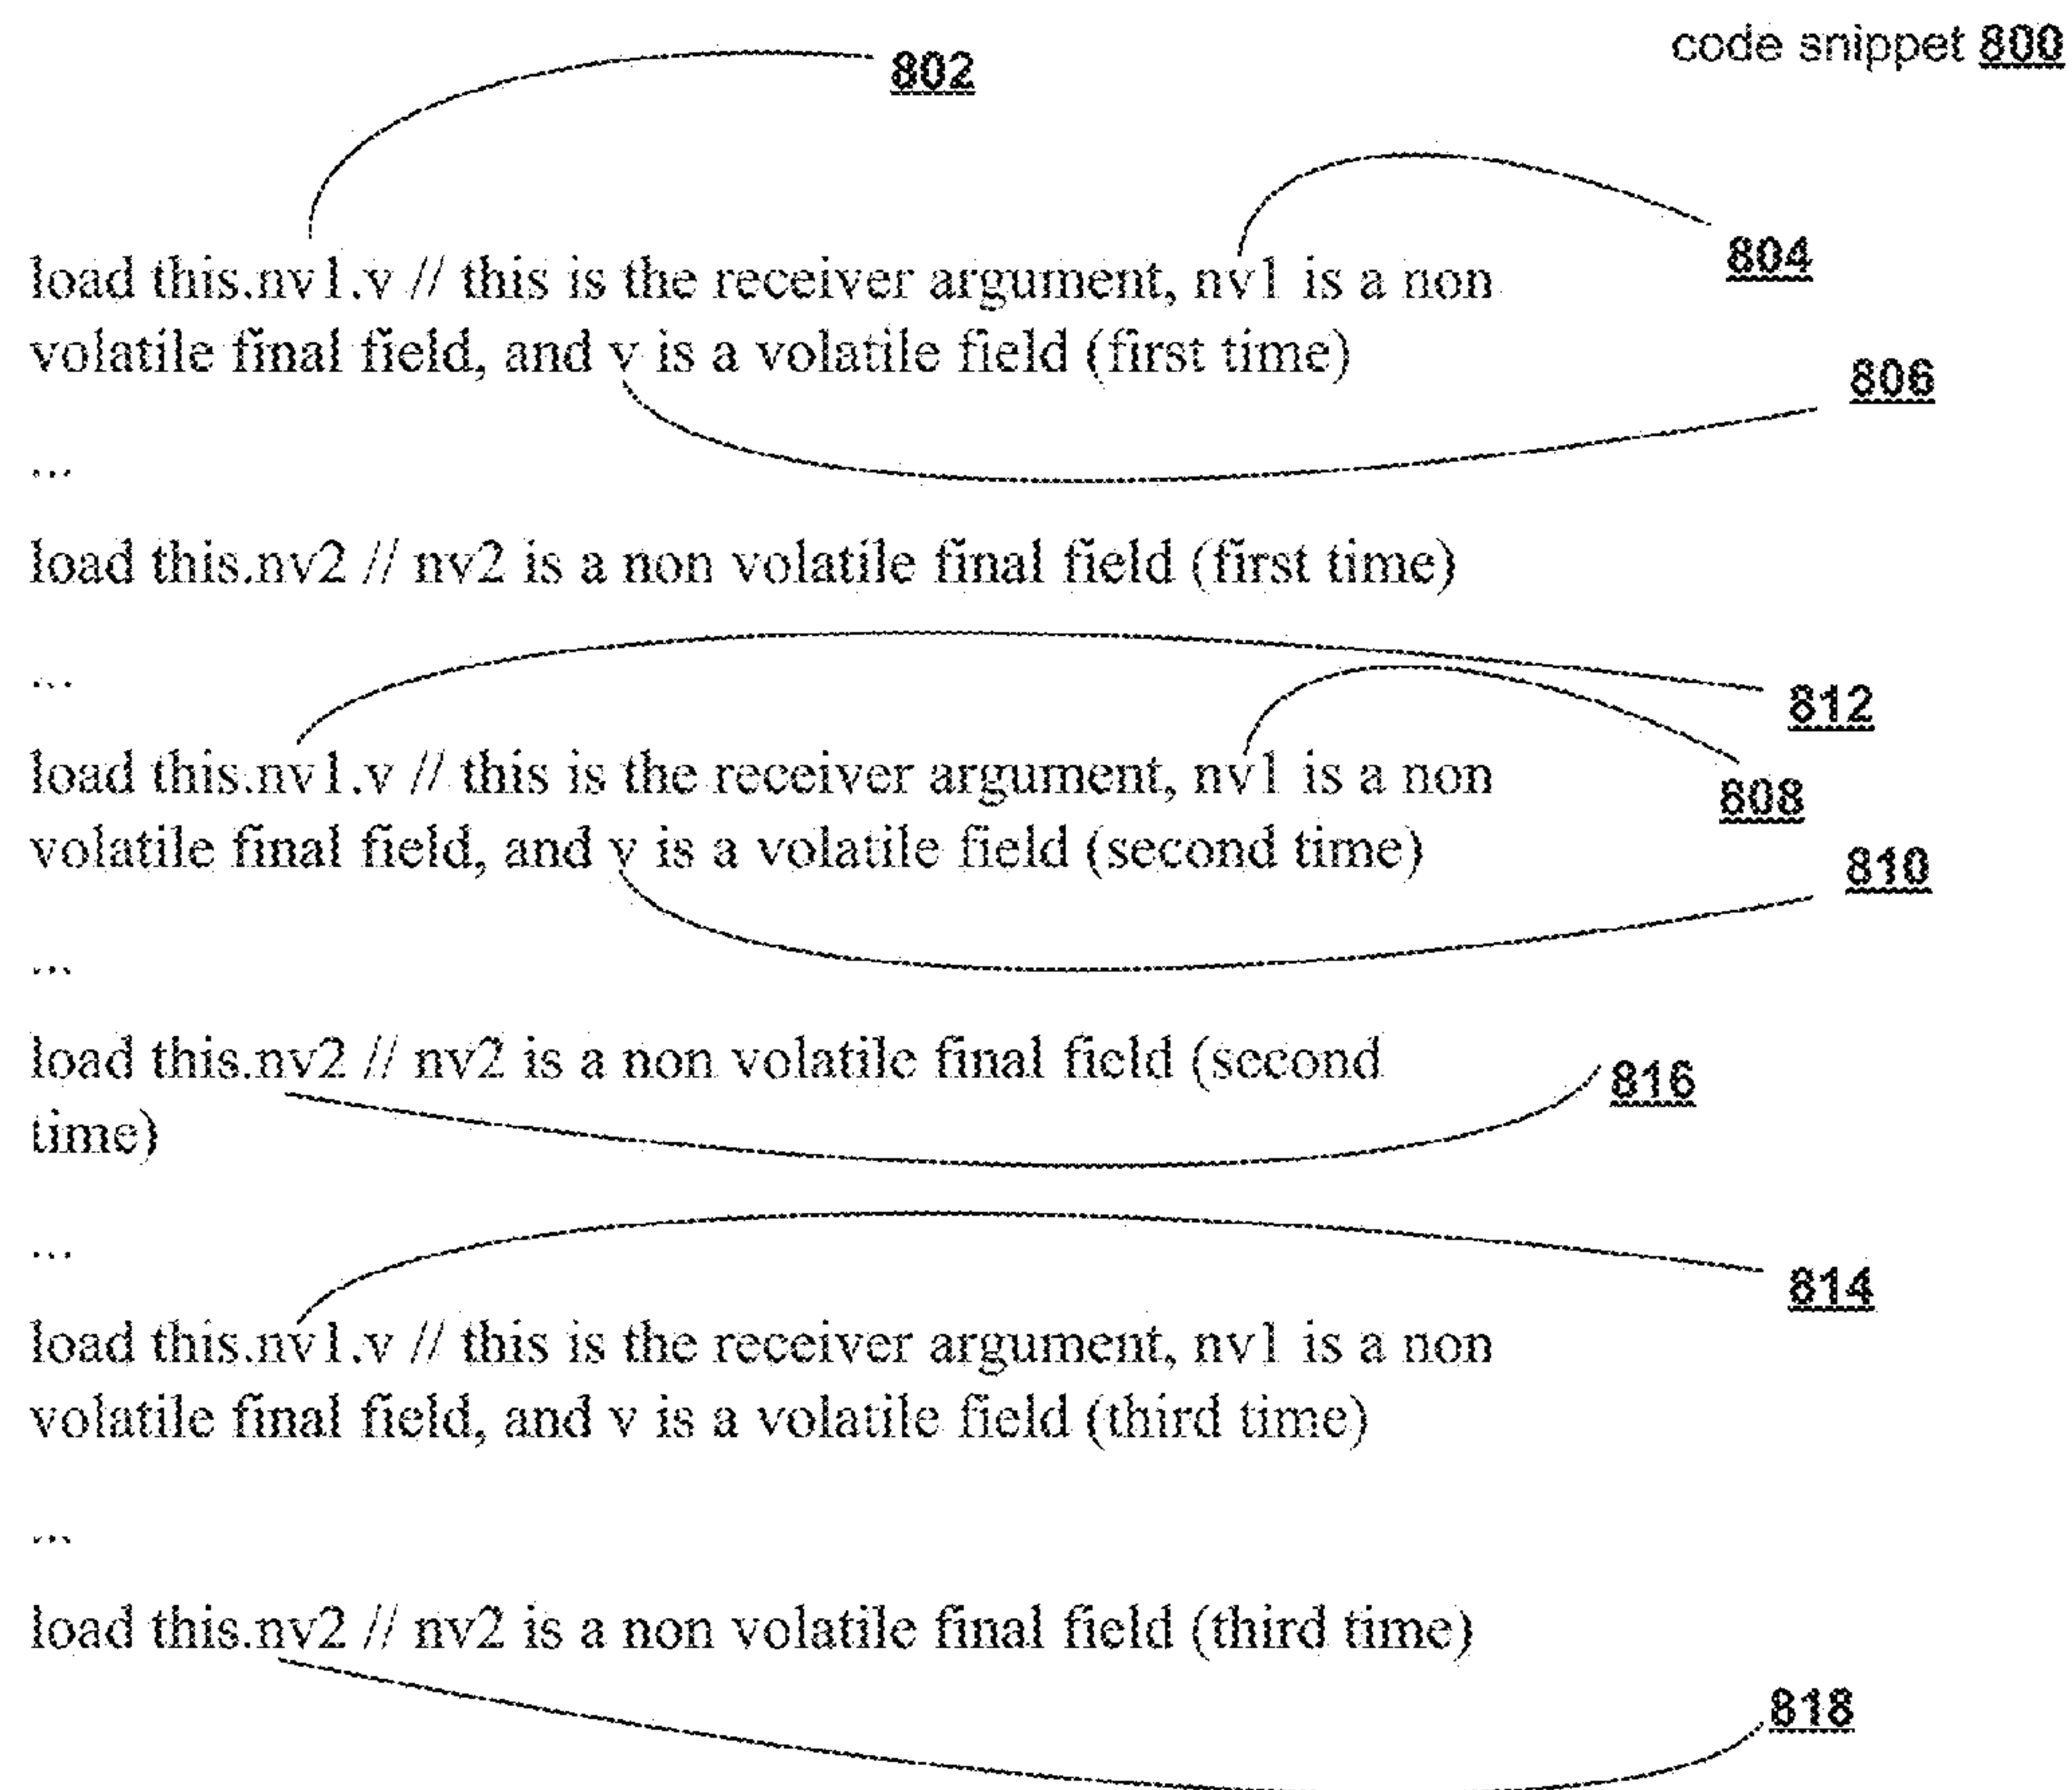 code snippet 800
802
804
load this.nv1.v // this is the receiver argument, nv1 is a non
volatile final field, and v is a volatile field (first time)
806
...
load this.nv2 // nv2 is a non volatile final field (first time)
...
812
load this.nv1.v // this is the receiver argument, nv1 is a non
808
volatile final field, and v is a volatile field (second time)
810
...
load this.nv2 // nv2 is a non volatile final field (second
816
time)
...
814
load this.nv1.v // this is the receiver argument, nv1 is a non
volatile final field, and v is a volatile field (third time)
...
load this.nv2 // nv2 is a non volatile final field (third time)
818